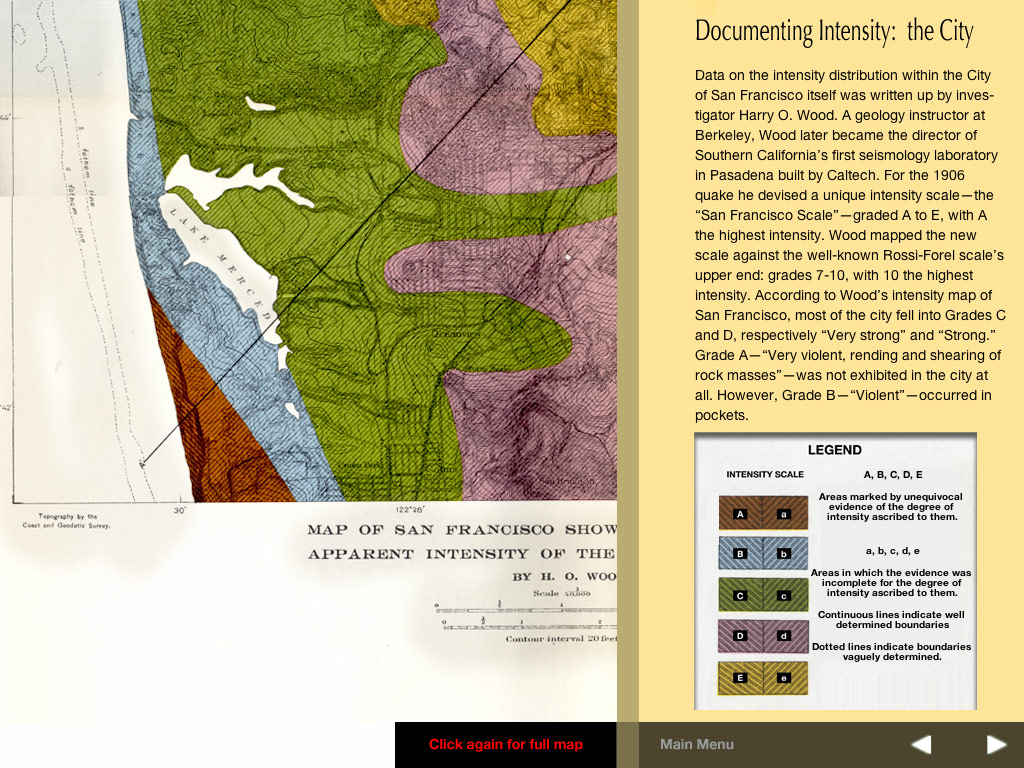 44'
5 fathom line
5 fathom line
LAKE MERCED
Oceanview
A'
42'
Topography by the
Coast and Geodetic Survey.
30'
122°28'
MAP OF SAN FRANCISCO SHOW
APPARENT INTENSITY OF THE
BY H. O. WOO
Scale
Contour interval 20 feet
Documenting Intensity: the City
Data on the intensity distribution within the City
of San Francisco itself was written up by inves-
tigator Harry O. Wood. A geology instructor at
Berkeley, Wood later became the director of
Southern California's first seismology laboratory
in Pasadena built by Caltech. For the 1906
quake he devised a unique intensity scale—the
“San Francisco Scale”—graded A to E, with A
the highest intensity. Wood mapped the new
scale against the well-known Rossi-Forel scale's
upper end: grades 7-10, with 10 the highest
intensity. According to Wood's intensity map of
San Francisco, most of the city fell into Grades C
and D, respectively “Very strong” and “Strong.”
Grade A—“Very violent, rending and shearing of
rock masses”—was not exhibited in the city at
all. However, Grade B—“Violent”—occurred in
pockets.
LEGEND
INTENSITY SCALE
A, B, C, D, E
Areas marked by unequivocal
evidence of the degree of
intensity ascribed to them.
a, b, c, d, e
Areas in which the evidence was
incomplete for the degree of
intensity ascribed to them.
Continuous lines indicate well
determined boundaries
Dotted lines indicate boundaries
vaguely determined.
A a
B b
C c
D d
E e
Click again for full map
Main Menu